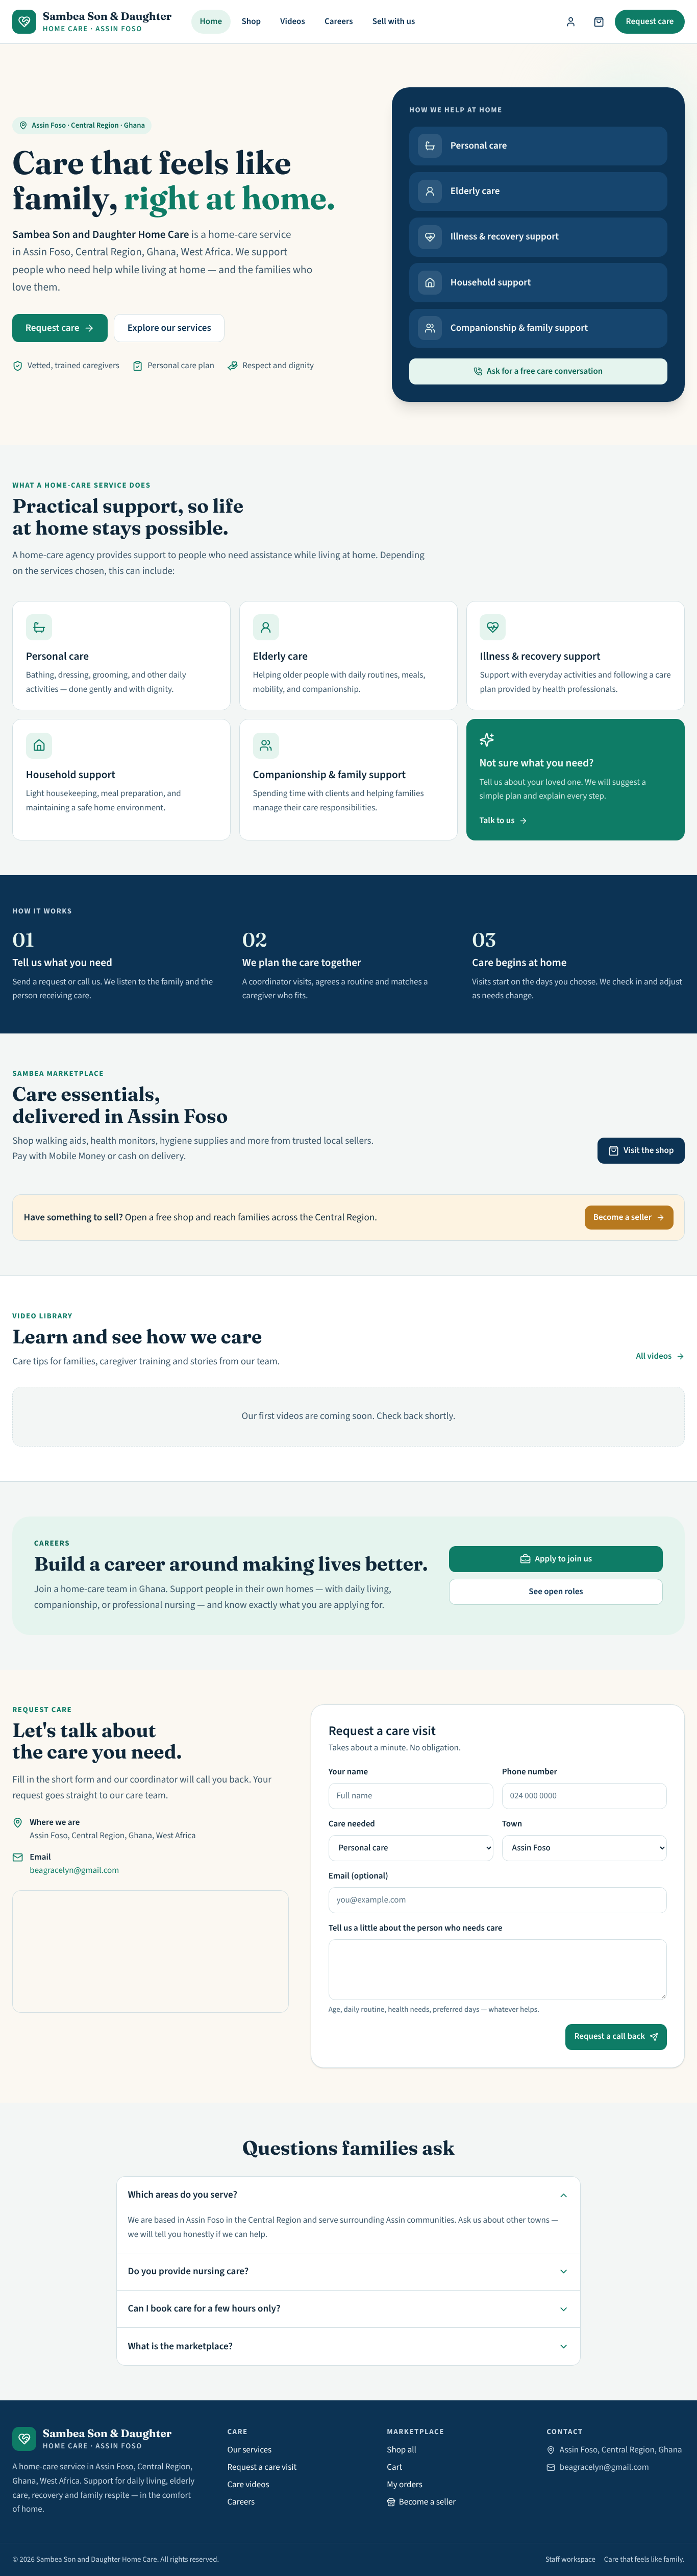 Sambea Son & Daughter
HOME CARE · ASSIN FOSO
Home
Shop
Videos
Careers
Sell with us
Request care
Assin Foso · Central Region · Ghana
Care that feels like
family, right at home.
Sambea Son and Daughter Home Care is a home-care service
in Assin Foso, Central Region, Ghana, West Africa. We support
people who need help while living at home — and the families who
love them.
Request care
Explore our services
Vetted, trained caregivers
Personal care plan
Respect and dignity
HOW WE HELP AT HOME
Personal care
Elderly care
Illness & recovery support
Household support
Companionship & family support
Ask for a free care conversation
WHAT A HOME-CARE SERVICE DOES
Practical support, so life
at home stays possible.
A home-care agency provides support to people who need assistance while living at home. Depending
on the services chosen, this can include:
Personal care
Bathing, dressing, grooming, and other daily
activities — done gently and with dignity.
Elderly care
Helping older people with daily routines, meals,
mobility, and companionship.
Illness & recovery support
Support with everyday activities and following a care
plan provided by health professionals.
Household support
Light housekeeping, meal preparation, and
maintaining a safe home environment.
Companionship & family support
Spending time with clients and helping families
manage their care responsibilities.
Not sure what you need?
Tell us about your loved one. We will suggest a
simple plan and explain every step.
Talk to us
HOW IT WORKS
01
Tell us what you need
Send a request or call us. We listen to the family and the
person receiving care.
02
We plan the care together
A coordinator visits, agrees a routine and matches a
caregiver who fits.
03
Care begins at home
Visits start on the days you choose. We check in and adjust
as needs change.
SAMBEA MARKETPLACE
Care essentials,
delivered in Assin Foso
Shop walking aids, health monitors, hygiene supplies and more from trusted local sellers.
Pay with Mobile Money or cash on delivery.
Visit the shop
Have something to sell? Open a free shop and reach families across the Central Region.
Become a seller
VIDEO LIBRARY
Learn and see how we care
Care tips for families, caregiver training and stories from our team.
All videos
Our first videos are coming soon. Check back shortly.
CAREERS
Build a career around making lives better.
Join a home-care team in Ghana. Support people in their own homes — with daily living,
companionship, or professional nursing — and know exactly what you are applying for.
Apply to join us
See open roles
REQUEST CARE
Let's talk about
the care you need.
Fill in the short form and our coordinator will call you back. Your
request goes straight to our care team.
Where we are
Assin Foso, Central Region, Ghana, West Africa
Email
beagracelyn@gmail.com
Request a care visit
Takes about a minute. No obligation.
Your name
Phone number
Full name
024 000 0000
Care needed
Town
Personal care
Assin Foso
Email (optional)
you@example.com
Tell us a little about the person who needs care
Age, daily routine, health needs, preferred days — whatever helps.
Request a call back
Questions families ask
Which areas do you serve?
We are based in Assin Foso in the Central Region and serve surrounding Assin communities. Ask us about other towns —
we will tell you honestly if we can help.
Do you provide nursing care?
Can I book care for a few hours only?
What is the marketplace?
Sambea Son & Daughter
HOME CARE · ASSIN FOSO
A home-care service in Assin Foso, Central Region,
Ghana, West Africa. Support for daily living, elderly
care, recovery and family respite — in the comfort
of home.
CARE
Our services
Request a care visit
Care videos
Careers
MARKETPLACE
Shop all
Cart
My orders
Become a seller
CONTACT
Assin Foso, Central Region, Ghana
beagracelyn@gmail.com
© 2026 Sambea Son and Daughter Home Care. All rights reserved.
Staff workspace
Care that feels like family.